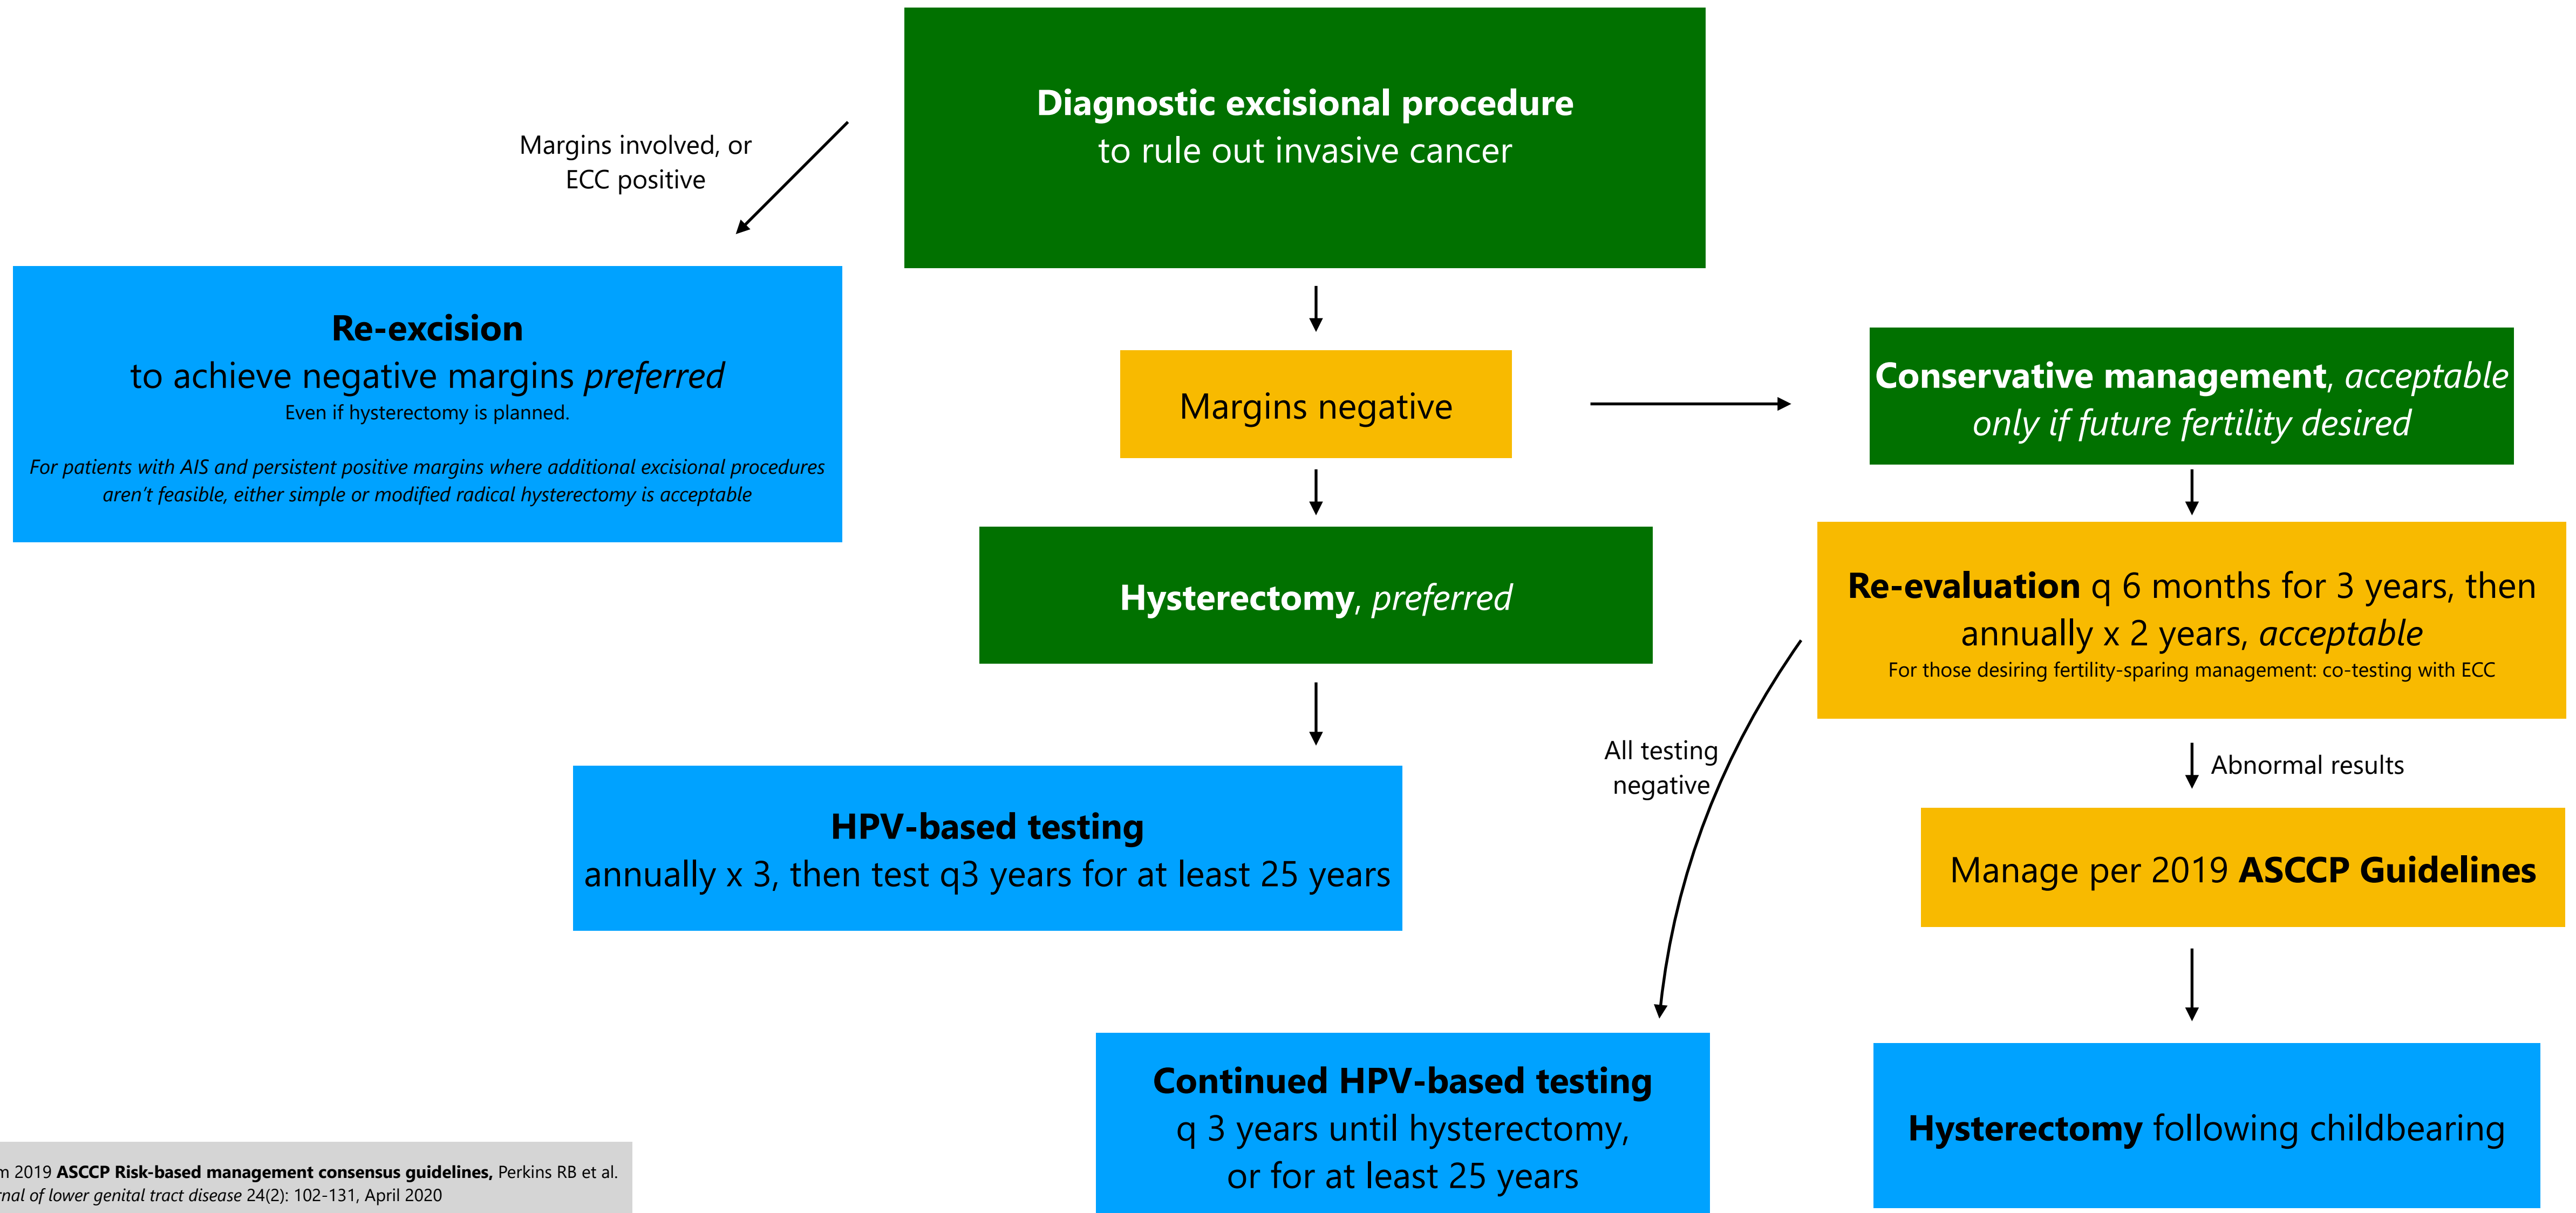 Diagnostic excisional procedure
to rule out invasive cancer
Margins involved, or
ECC positive
Re-excision
to achieve negative margins preferred
Even if hysterectomy is planned.
For patients with AIS and persistent positive margins where additional excisional procedures
aren’t feasible, either simple or modified radical hysterectomy is acceptable
Margins negative
Conservative management, acceptable
only if future fertility desired
Hysterectomy, preferred
Re-evaluation q 6 months for 3 years, then
annually x 2 years, acceptable
For those desiring fertility-sparing management: co-testing with ECC
HPV-based testing
annually x 3, then test q3 years for at least 25 years
All testing
negative
Abnormal results
Manage per 2019 ASCCP Guidelines
Continued HPV-based testing
q 3 years until hysterectomy,
or for at least 25 years
Hysterectomy following childbearing
2019 ASCCP Risk-based management consensus guidelines, Perkins RB et al.
of lower genital tract disease 24(2): 102-131, April 2020